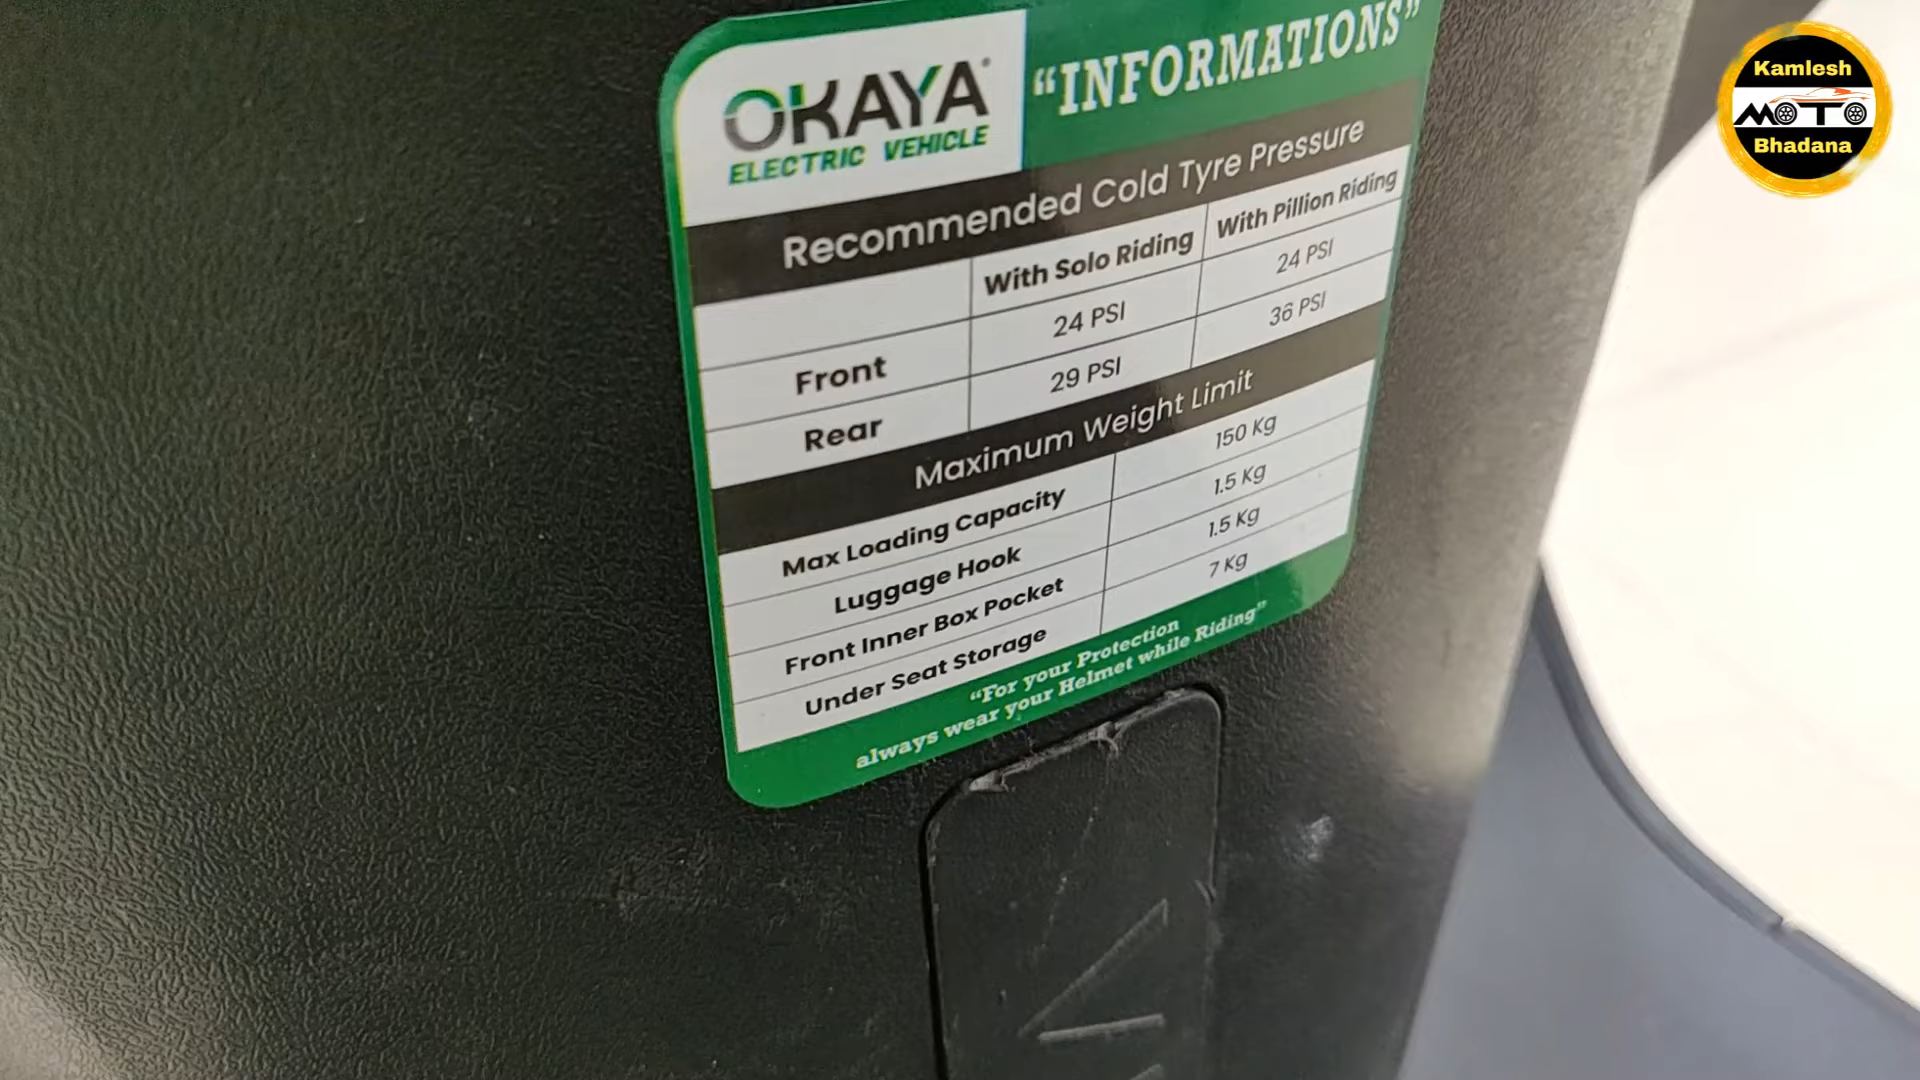 OKAYA
ELECTRIC VEHICLE
“INFORMATIONS”
Recommended Cold Tyre Pressure
With Solo Riding With Pillion Riding
Front 24 PSI 24 PSI
Rear 29 PSI 36 PSI
Maximum Weight Limit
Max Loading Capacity 150 Kg
Luggage Hook 1.5 Kg
Front Inner Box Pocket 1.5 Kg
Under Seat Storage 7 Kg
“For your Protection
always wear your Helmet while Riding”
Kamlesh
MOTO
Bhadana